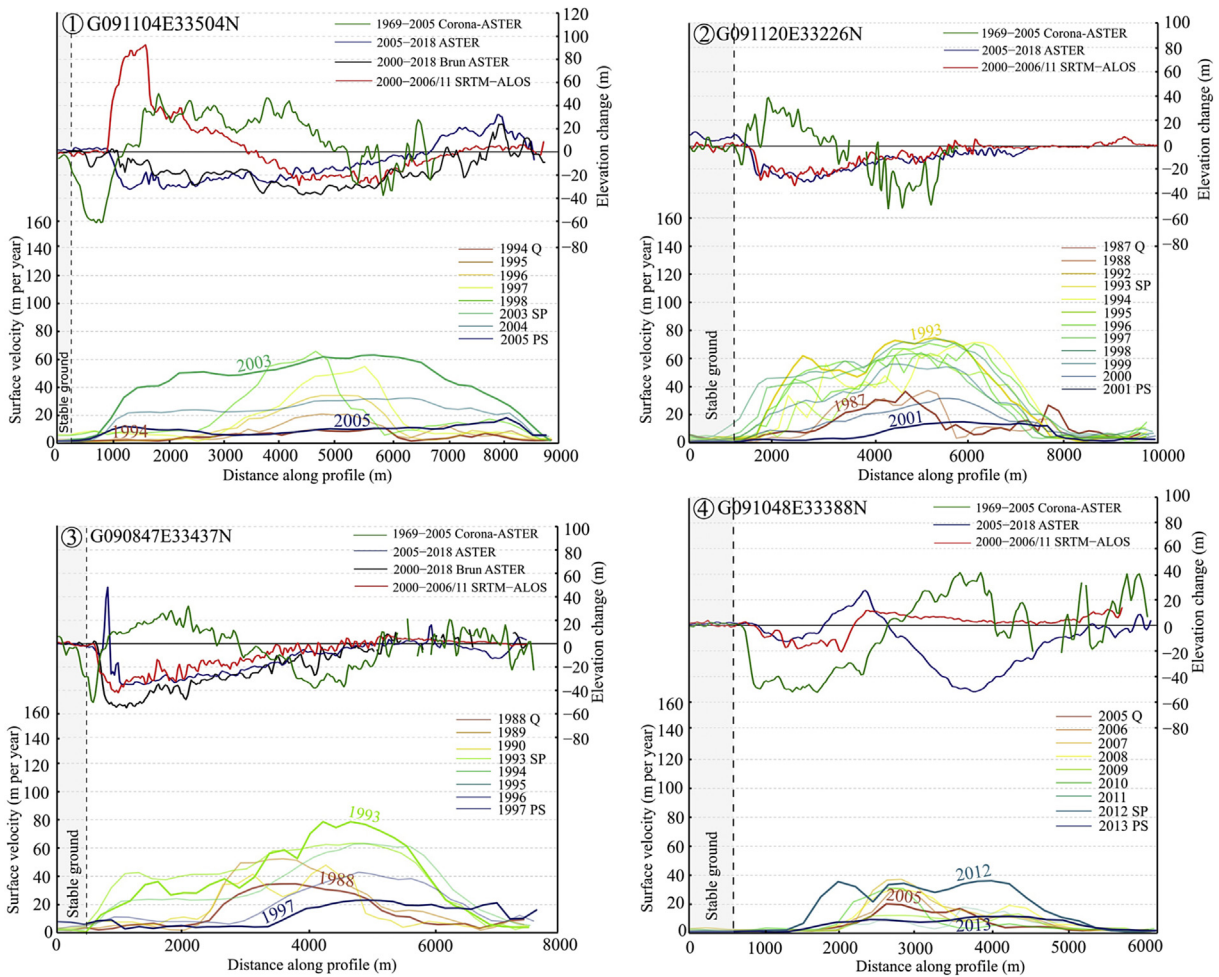 ① G091104E33504N
1969−2005 Corona-ASTER
2005-2018 ASTER
2000−2018 Brun ASTER
2000−2006/11 SRTM−ALOS
120
100
80
60
40
20
0
−20
−40
−60
−80
Elevation change (m)
160
140
120
100
80
60
40
20
0
Surface velocity (m per year)
Stable ground
1994 Q
1995
1996
1997
1998
2003 SP
2004
2005 PS
2003
1994
2005
0 1000 2000 3000 4000 5000 6000 7000 8000 9000
Distance along profile (m)
② G091120E33226N
1969−2005 Corona-ASTER
2005-2018 ASTER
2000−2006/11 SRTM−ALOS
100
80
60
40
20
0
−20
−40
−60
−80
Elevation change (m)
160
140
120
100
80
60
40
20
0
Surface velocity (m per year)
Stable ground
1987 Q
1988
1992
1993 SP
1994
1995
1996
1997
1998
1999
2000
2001 PS
1993
1987
2001
0 2000 4000 6000 8000 10000
Distance along profile (m)
③ G090847E33437N
1969−2005 Corona-ASTER
2005-2018 ASTER
2000−2018 Brun ASTER
2000−2006/11 SRTM−ALOS
100
80
60
40
20
0
−20
−40
−60
−80
Elevation change (m)
160
140
120
100
80
60
40
20
0
Surface velocity (m per year)
Stable ground
1988 Q
1989
1990
1993 SP
1994
1995
1996
1997 PS
1993
1988
1997
0 2000 4000 6000 8000
Distance along profile (m)
④ G091048E33388N
1969−2005 Corona-ASTER
2005-2018 ASTER
2000−2006/11 SRTM−ALOS
100
80
60
40
20
0
−20
−40
−60
−80
Elevation change (m)
160
140
120
100
80
60
40
20
0
Surface velocity (m per year)
Stable ground
2005 Q
2006
2007
2008
2009
2010
2011
2012 SP
2013 PS
2012
2005
2013
0 1000 2000 3000 4000 5000 6000
Distance along profile (m)